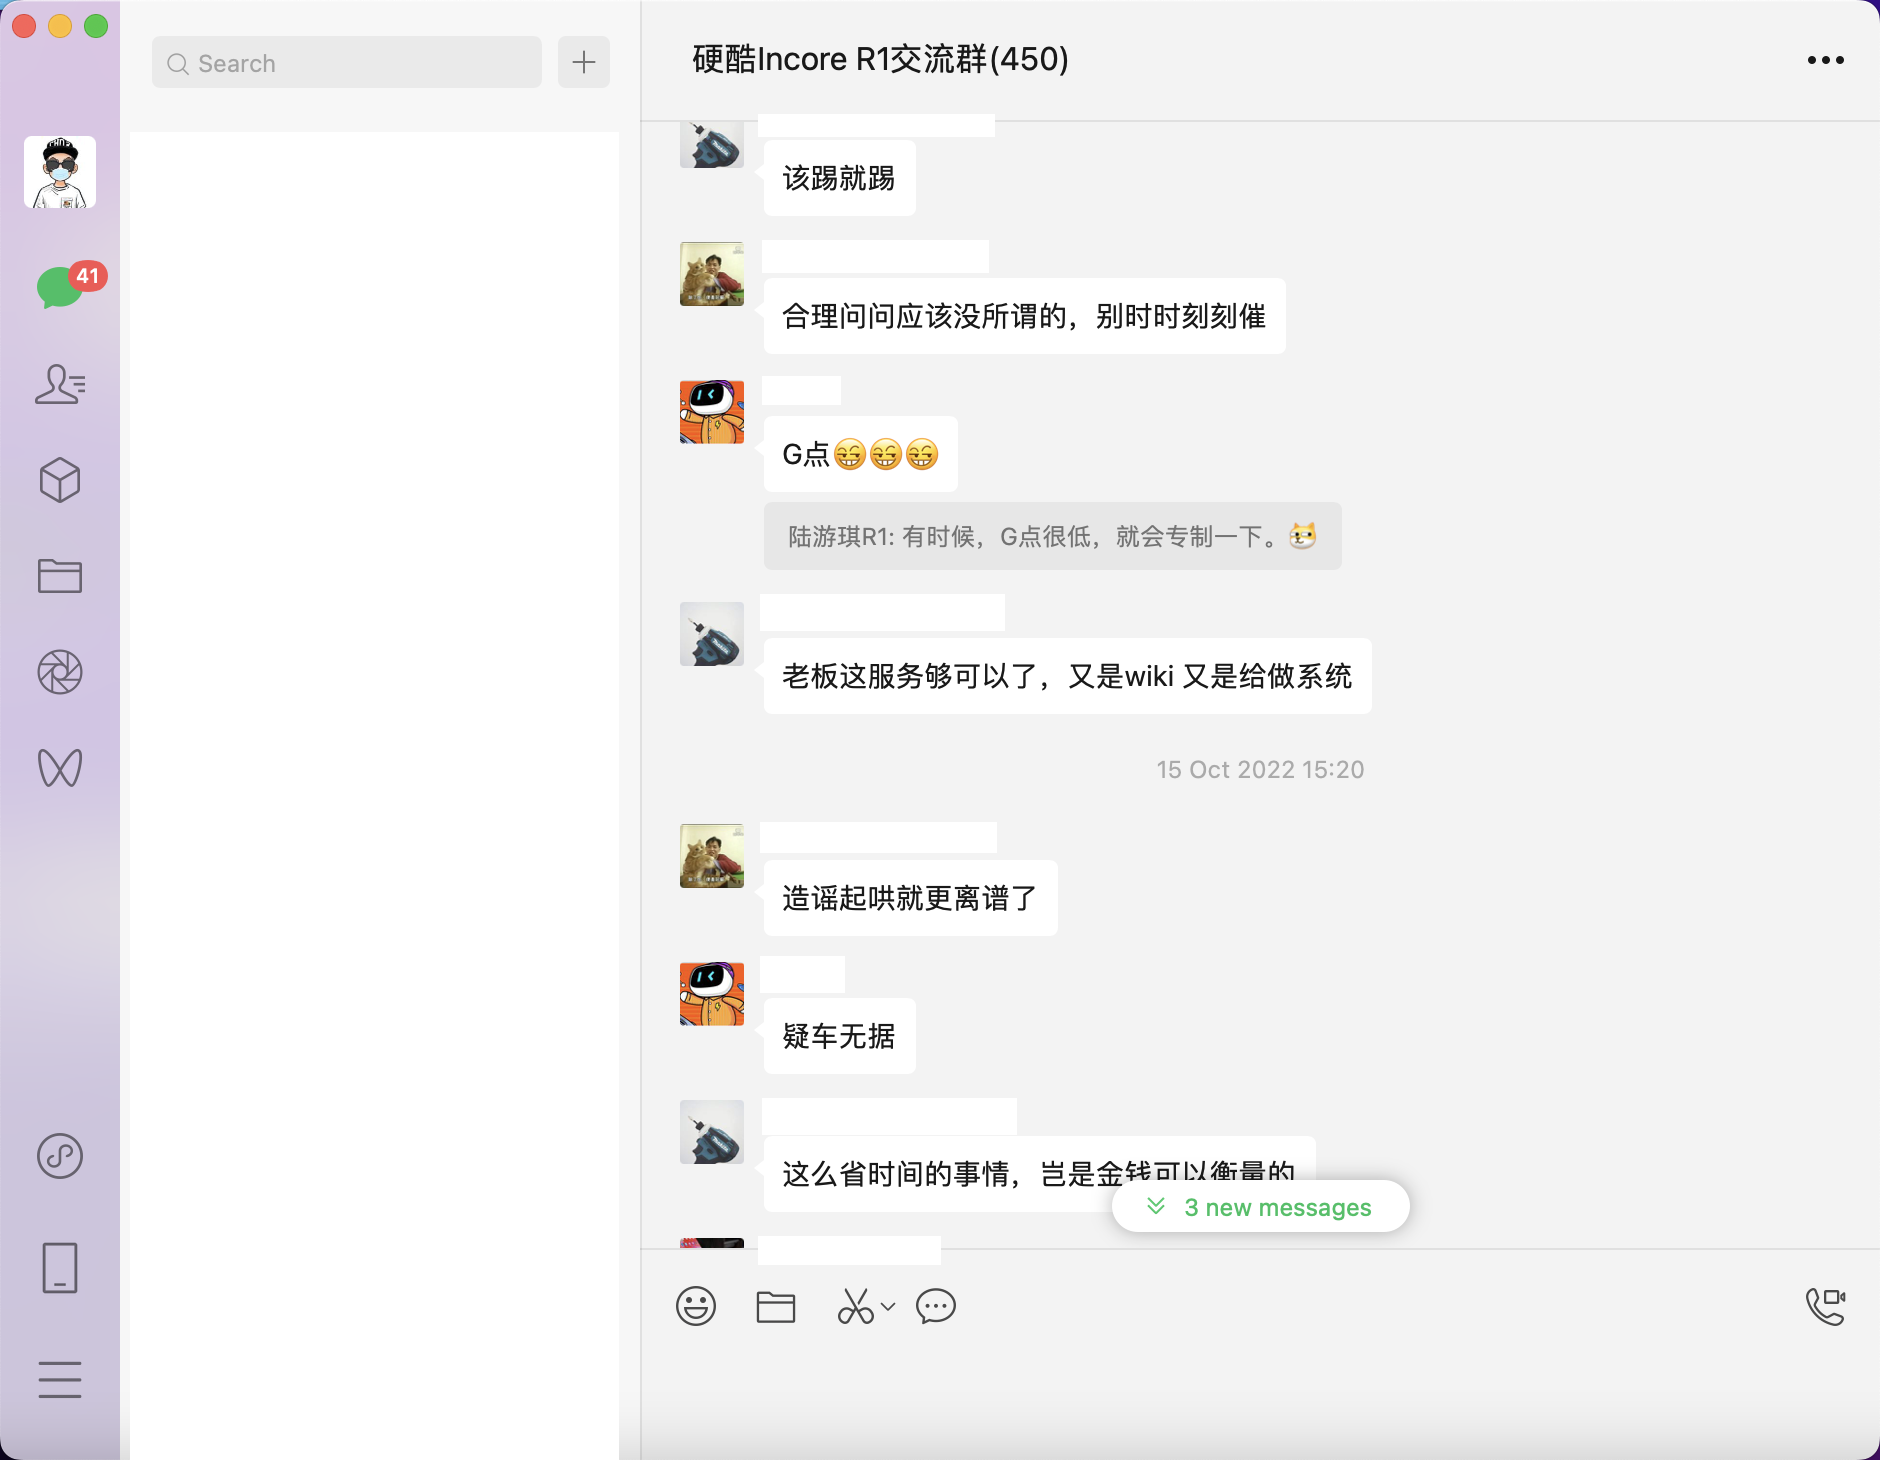 Search
硬酷Incore R1交流群(450)
该踢就踢
41
合理问问应该没所谓的，别时时刻刻催
G点😁😁😁
陆游琪R1: 有时候，G点很低，就会专制一下。
老板这服务够可以了，又是wiki 又是给做系统
15 Oct 2022 15:20
造谣起哄就更离谱了
疑车无据
这么省时间的事情，岂是金钱可以衡量的
3 new messages